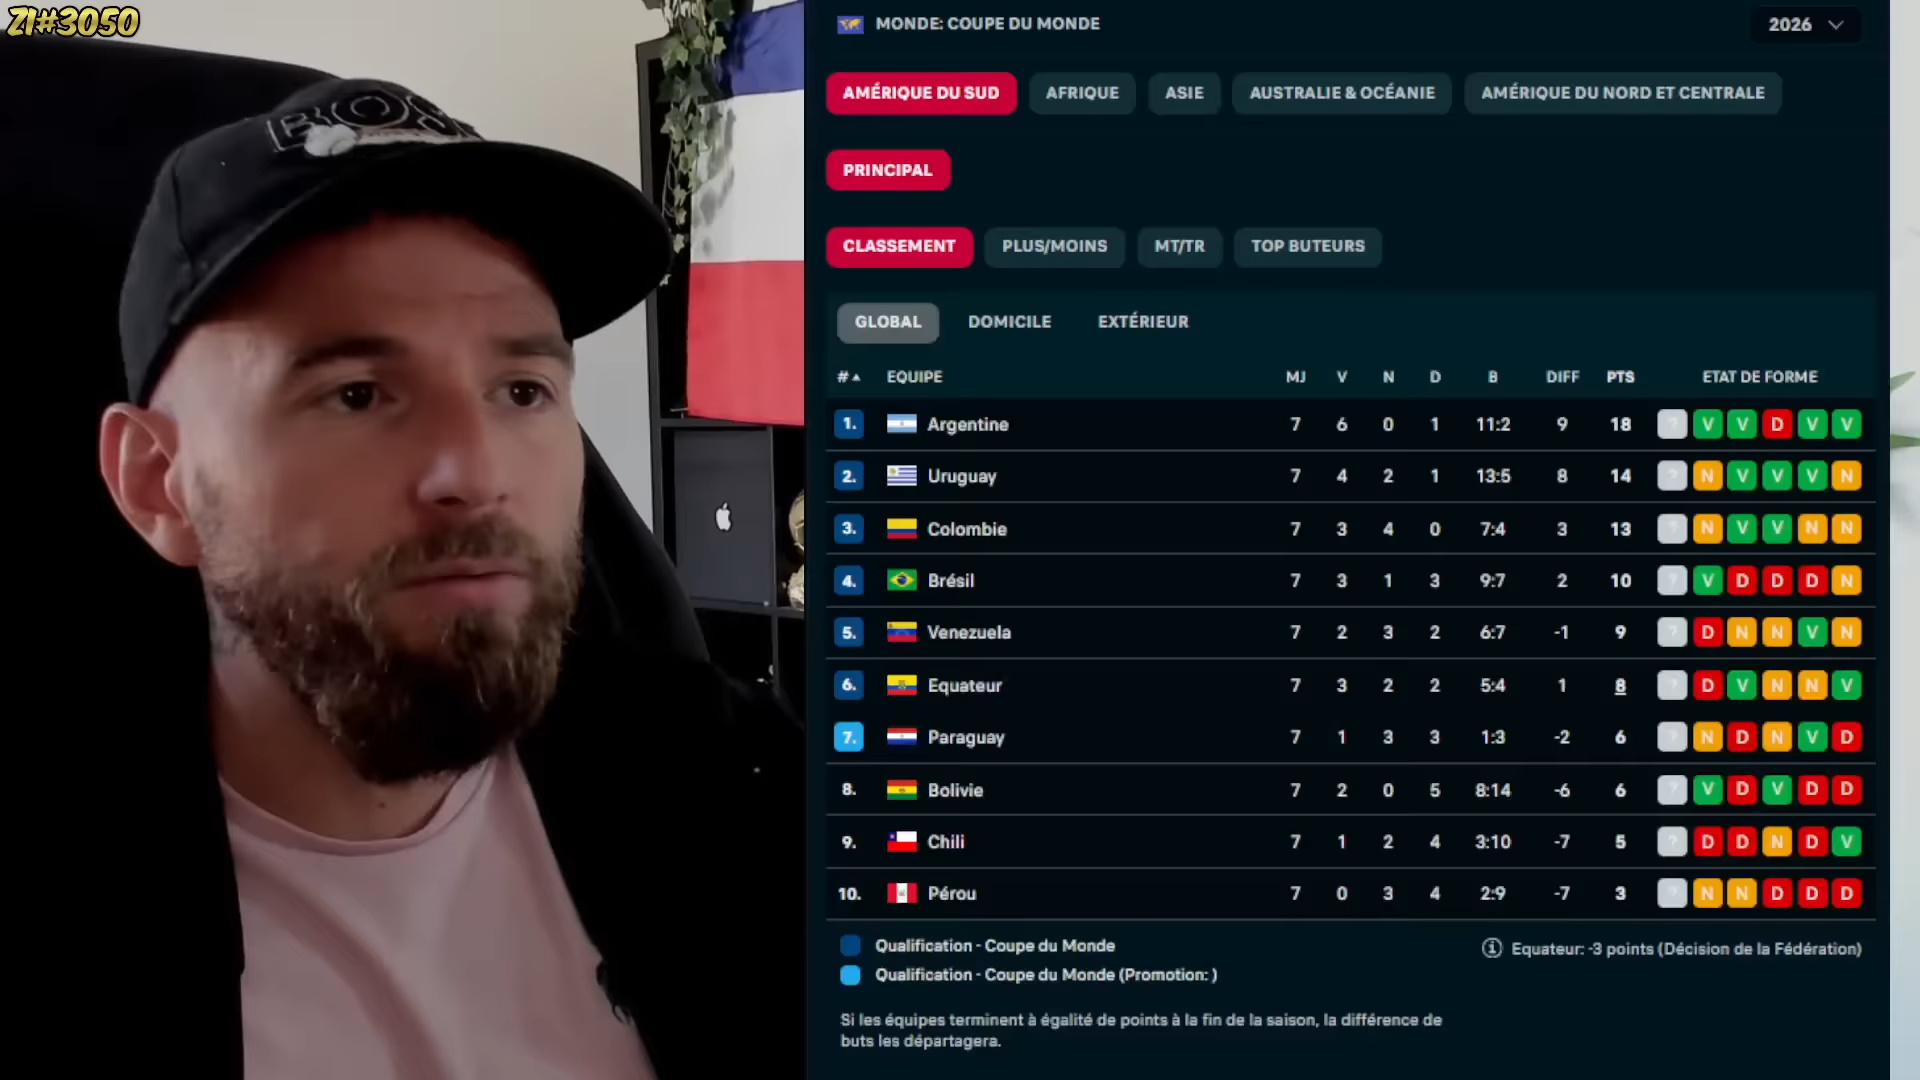 ZI#3050
BOSS
MONDE: COUPE DU MONDE
2026
AMÉRIQUE DU SUD AFRIQUE ASIE AUSTRALIE & OCÉANIE AMÉRIQUE DU NORD ET CENTRALE
PRINCIPAL
CLASSEMENT PLUS/MOINS MT/TR TOP BUTEURS
GLOBAL DOMICILE EXTÉRIEUR
# EQUIPE MJ V N D B DIFF PTS ETAT DE FORME
1. Argentine 7 6 0 1 11:2 9 18 ? V V D V V
2. Uruguay 7 4 2 1 13:5 8 14 ? N V V V N
3. Colombie 7 3 4 0 7:4 3 13 ? N V V N N
4. Brésil 7 3 1 3 9:7 2 10 ? V D D D N
5. Venezuela 7 2 3 2 6:7 -1 9 ? D N N V N
6. Equateur 7 3 2 2 5:4 1 8 ? D V N N V
7. Paraguay 7 1 3 3 1:3 -2 6 ? N D N V D
8. Bolivie 7 2 0 5 8:14 -6 6 ? V D V D D
9. Chili 7 1 2 4 3:10 -7 5 ? D D N D V
10. Pérou 7 0 3 4 2:9 -7 3 ? N N D D D
Qualification - Coupe du Monde
Qualification - Coupe du Monde (Promotion: )
Equateur: -3 points (Décision de la Fédération)
Si les équipes terminent à égalité de points à la fin de la saison, la différence de
buts les départagera.